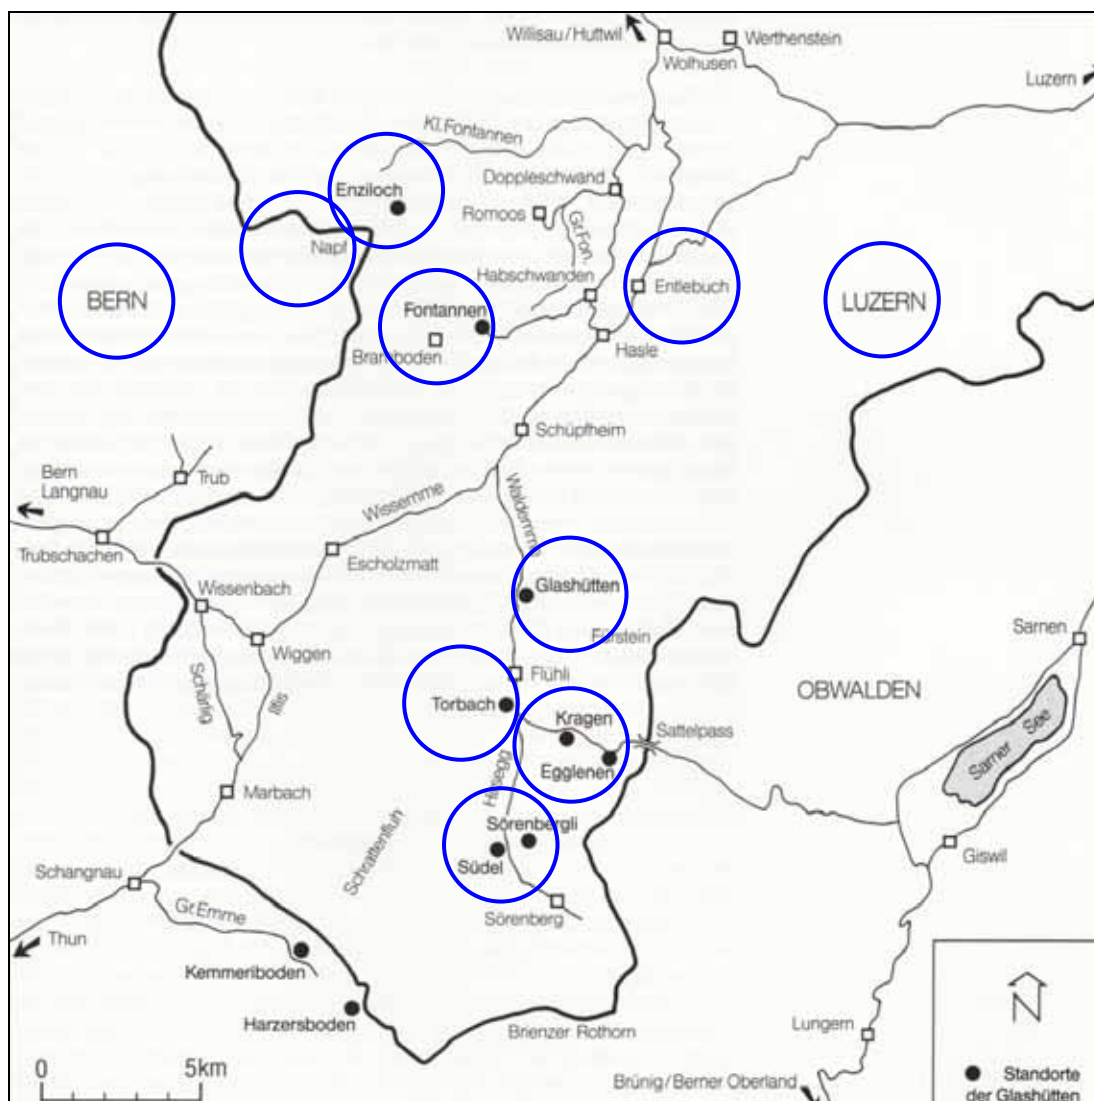 Willisau/Huttwil
Werthenstein
Wolhusen
Luzern
Kl. Fontannen
Doppleschwand
Enziloch
Romoos
Gr. Fon.
Napf
Habschwanden
Entlebuch
BERN
LUZERN
Fontannen
Bramboden
Hasle
Schüpfheim
Bern
Langnau
Trub
Wissemme
Waldemme
Trubschachen
Escholzmatt
Wissenbach
Glashütten
Fürstein
Sarnen
Wiggen
Schärlig
Ilfis
Flühli
OBWALDEN
Torbach
Kragen
Sattelpass
Sarner See
Egglenen
Hilsegg
Marbach
Sörenbergli
Schrattenfluh
Südel
Giswil
Schangnau
Gr. Emme
Sörenberg
Thun
Kemmeriboden
N
Harzersboden
Brienzer Rothorn
Lungern
0 5km
Brünig/Berner Oberland
Standorte
der Glashütten